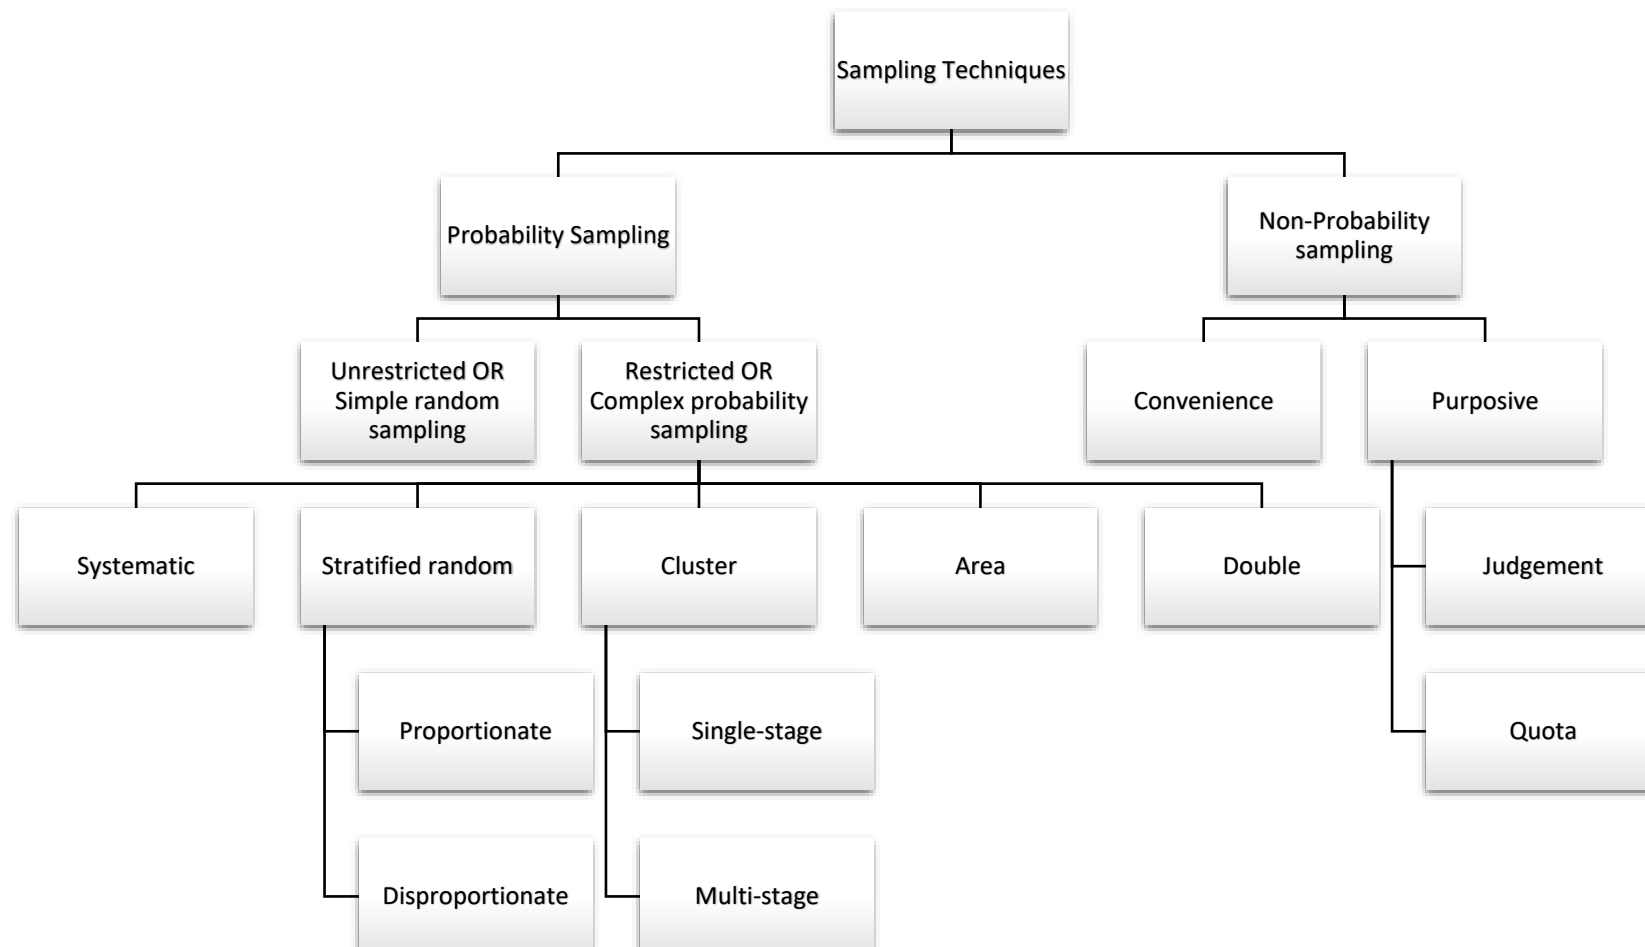 Sampling Techniques
Probability Sampling
Non-Probability
sampling
Unrestricted OR
Simple random
sampling
Restricted OR
Complex probability
sampling
Convenience
Purposive
Systematic
Stratified random
Cluster
Area
Double
Judgement
Proportionate
Single-stage
Quota
Disproportionate
Multi-stage